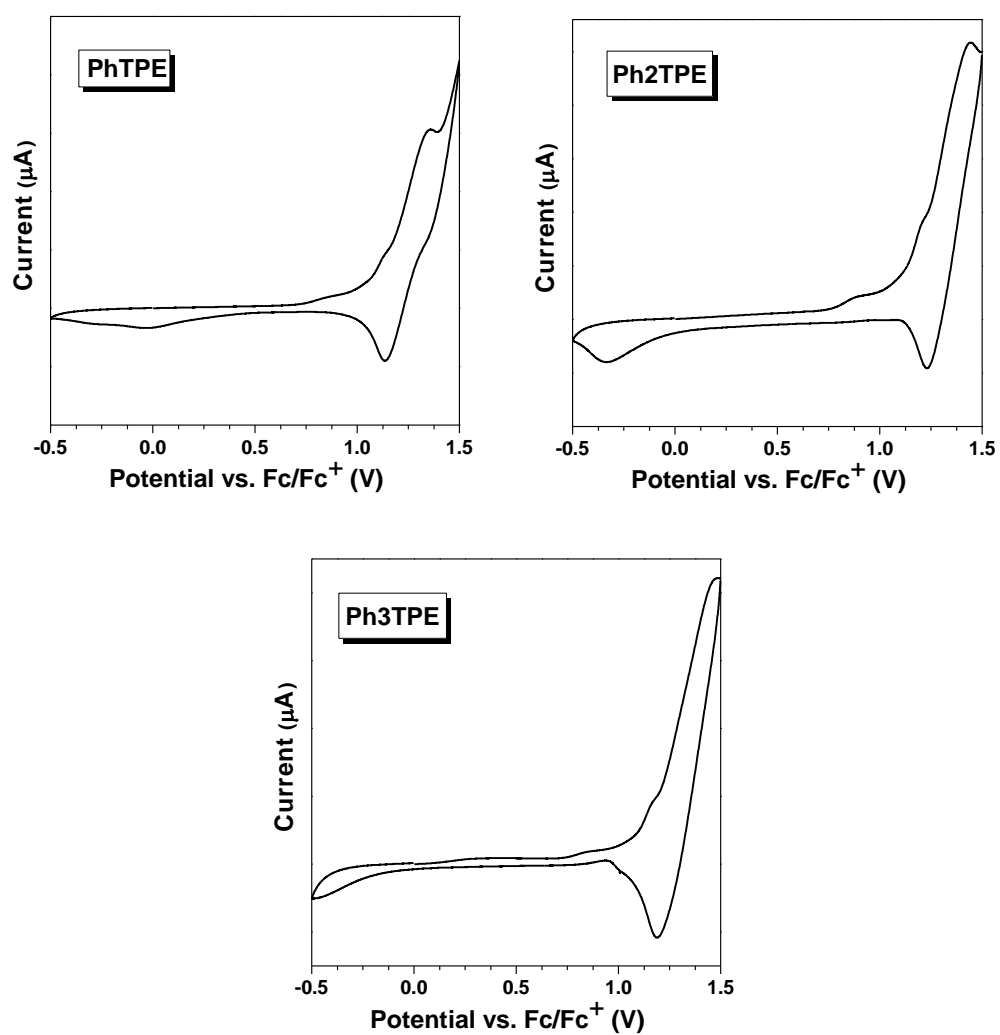 PhTPE
Current (μA)
-0.5 0.0 0.5 1.0 1.5
Potential vs. Fc/Fc⁺ (V)
Ph2TPE
Current (μA)
-0.5 0.0 0.5 1.0 1.5
Potential vs. Fc/Fc⁺ (V)
Ph3TPE
Current (μA)
-0.5 0.0 0.5 1.0 1.5
Potential vs. Fc/Fc⁺ (V)